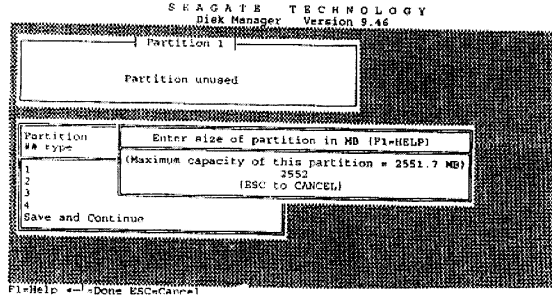 SEAGATE TECHNOLOGY
Disk Manager Version 9.46
Partition 1
Partition unused
Partition
## type
Enter size of partition in MB (F1=HELP)
(Maximum capacity of this partition = 2551.7 MB)
2552
(ESC to CANCEL)
1
2
3
4
Save and Continue
F1=Help ←┘=Done ESC=Cancel